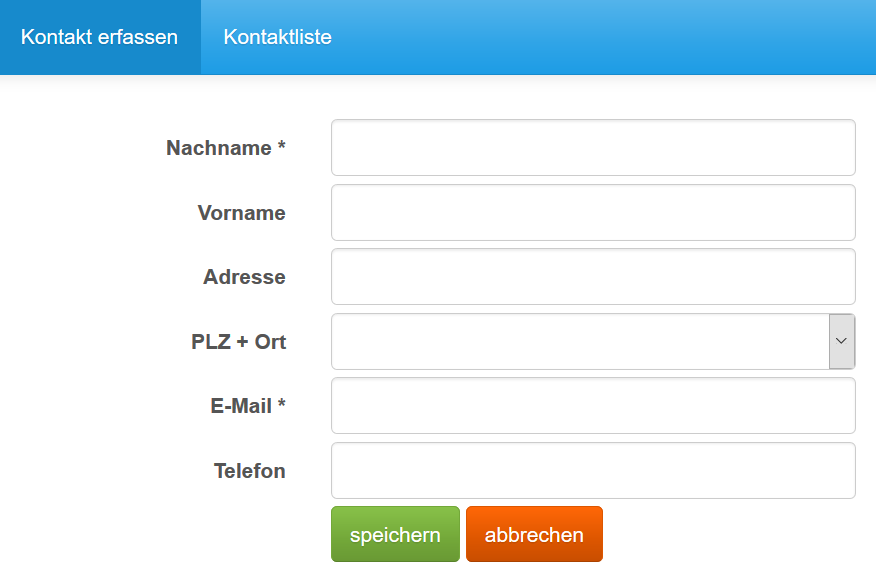 Kontakt erfassen Kontaktliste
Nachname *
Vorname
Adresse
PLZ + Ort
E-Mail *
Telefon
speichern abbrechen